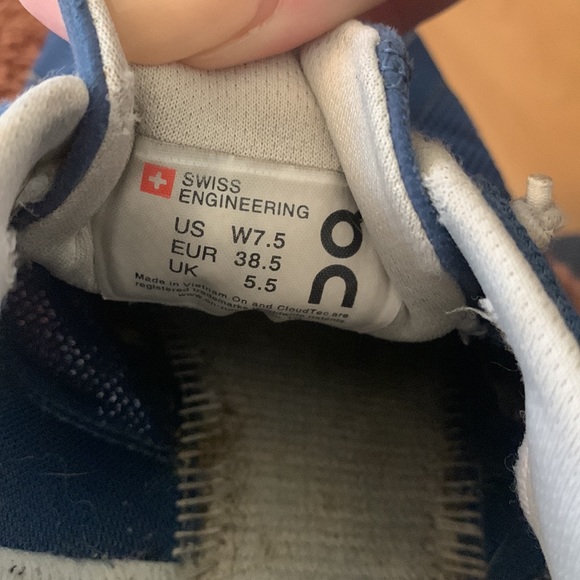 SWISS
ENGINEERING
US W7.5
EUR 38.5
UK 5.5
On
Made in Vietnam On and CloudTec are
registered trademarks